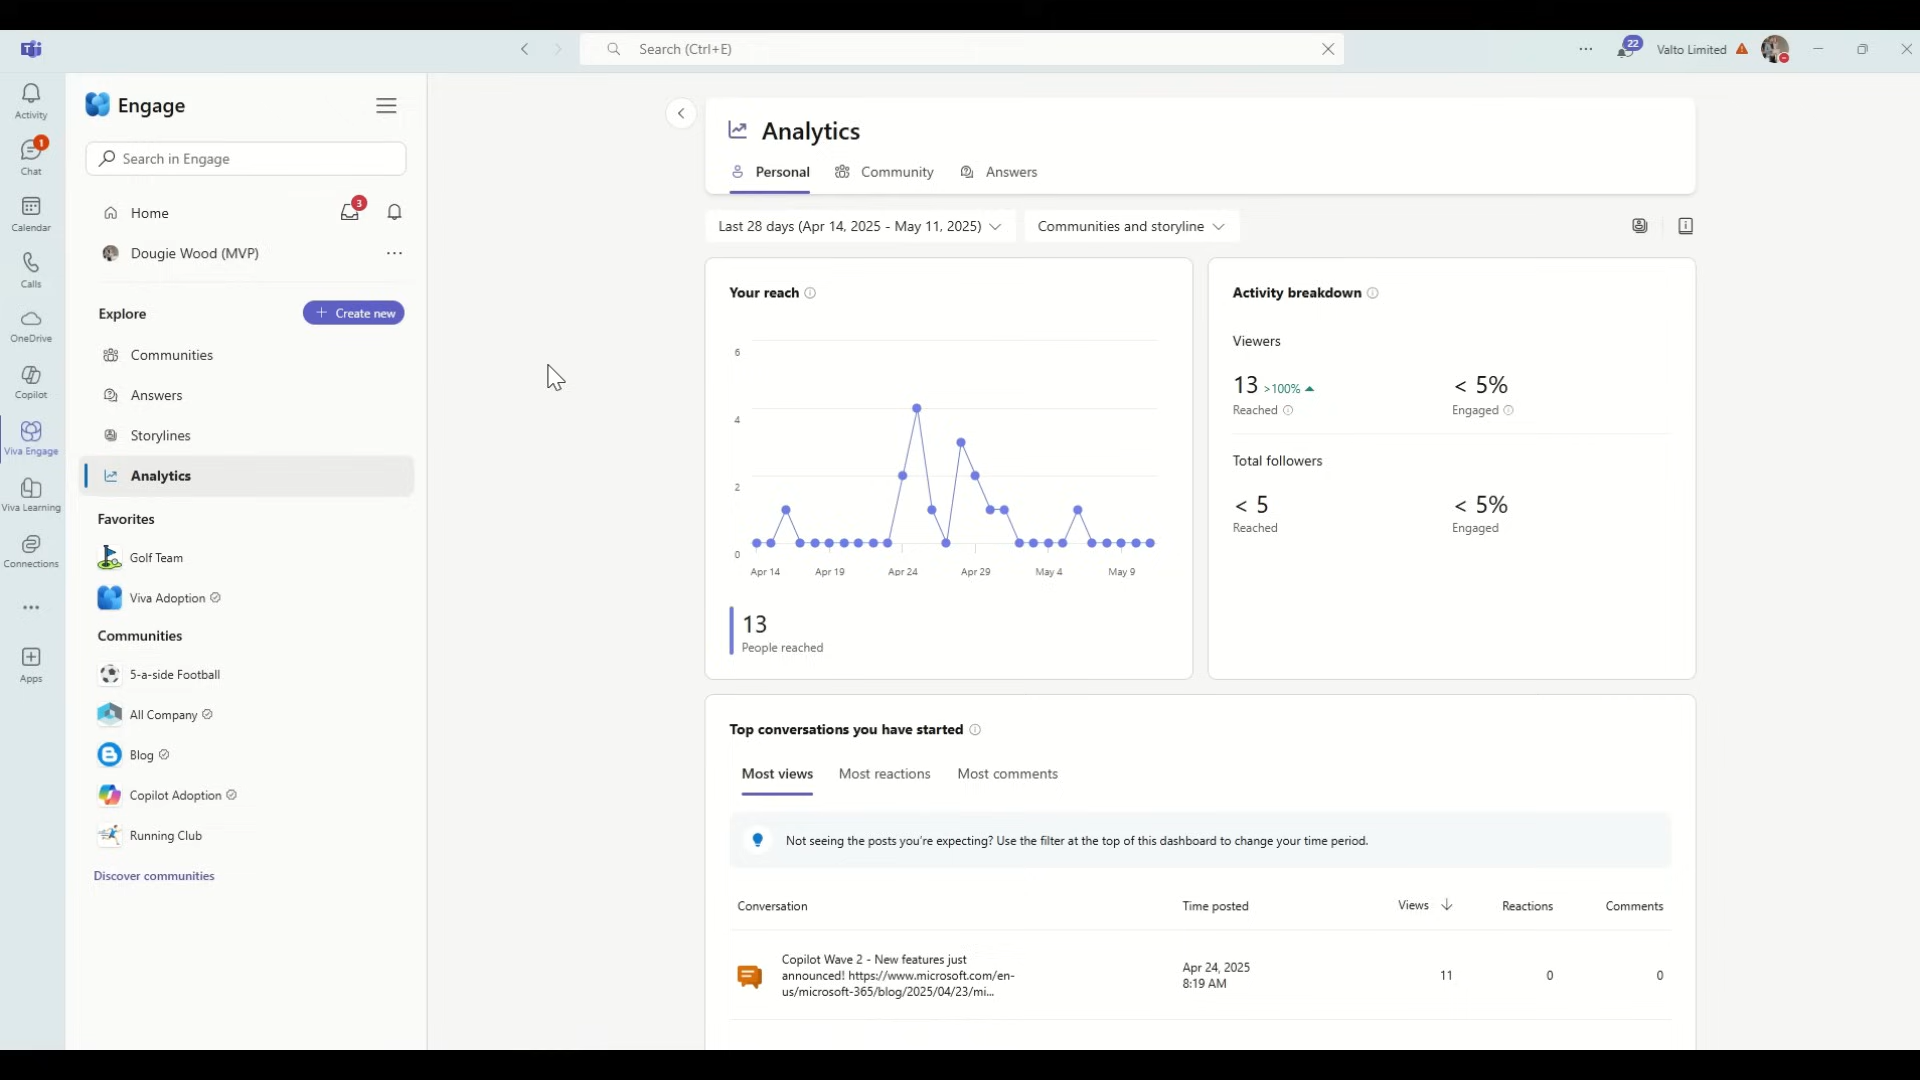 Search (Ctrl+E)
22
Valto Limited
Activity
1
Chat
Calendar
Calls
OneDrive
Copilot
Viva Engage
Viva Learning
Connections
Apps
Engage
Search in Engage
Home
3
Dougie Wood (MVP)
Explore
Create new
Communities
Answers
Storylines
Analytics
Favorites
Golf Team
Viva Adoption
Communities
5-a-side Football
All Company
Blog
Copilot Adoption
Running Club
Discover communities
Analytics
Personal
Community
Answers
Last 28 days (Apr 14, 2025 - May 11, 2025)
Communities and storyline
Your reach
6
4
2
0
Apr 14
Apr 19
Apr 24
Apr 29
May 4
May 9
13
People reached
Activity breakdown
Viewers
13 >100%
Reached
< 5%
Engaged
Total followers
< 5
Reached
< 5%
Engaged
Top conversations you have started
Most views
Most reactions
Most comments
Not seeing the posts you're expecting? Use the filter at the top of this dashboard to change your time period.
Conversation
Time posted
Views
Reactions
Comments
Copilot Wave 2 - New features just
announced! https://www.microsoft.com/en-
us/microsoft-365/blog/2025/04/23/mi...
Apr 24, 2025
8:19 AM
11
0
0